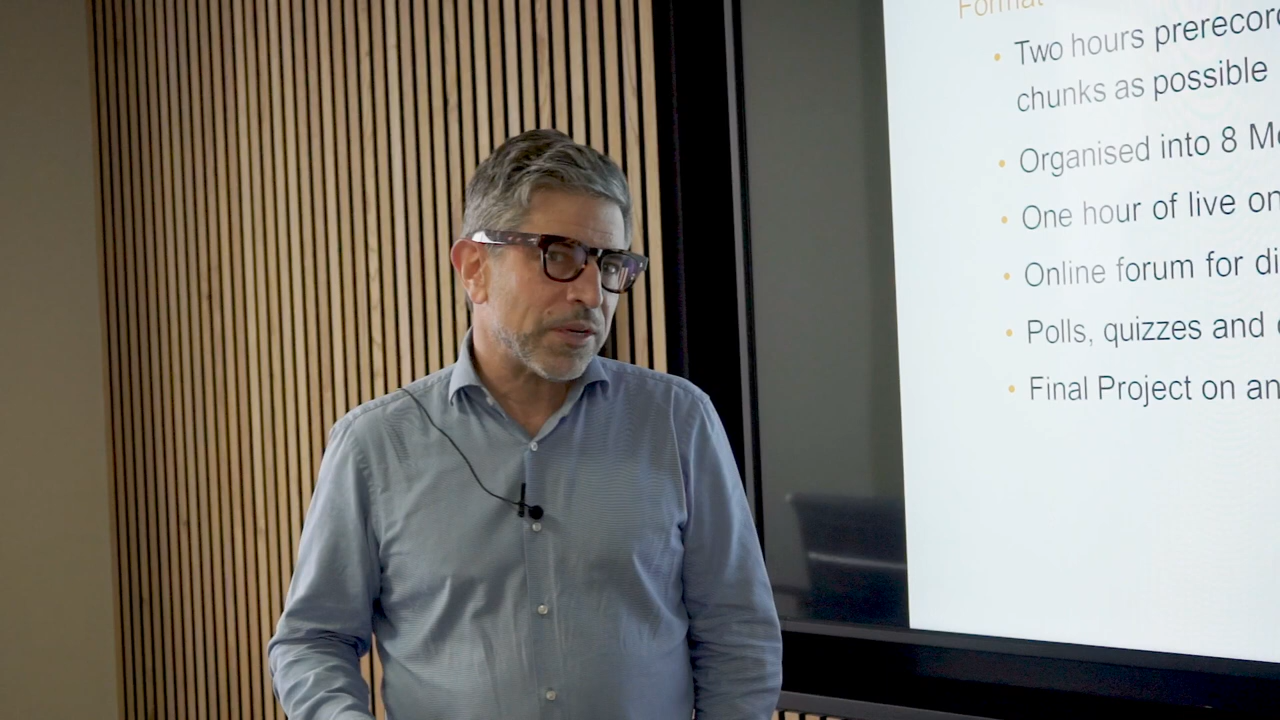 Format
• Two hours prerecor
chunks as possible
• Organised into 8 M
• One hour of live on
• Online forum for di
• Polls, quizzes and
• Final Project on an